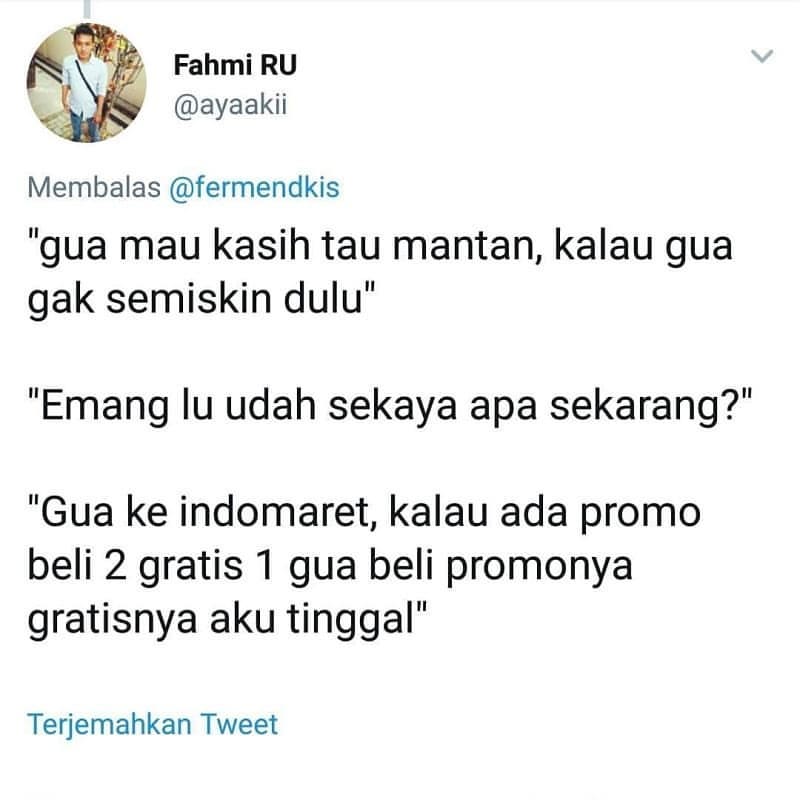 Fahmi RU
@ayaakii
Membalas @fermendkis
"gua mau kasih tau mantan, kalau gua
gak semiskin dulu"
"Emang lu udah sekaya apa sekarang?"
"Gua ke indomaret, kalau ada promo
beli 2 gratis 1 gua beli promonya
gratisnya aku tinggal"
Terjemahkan Tweet